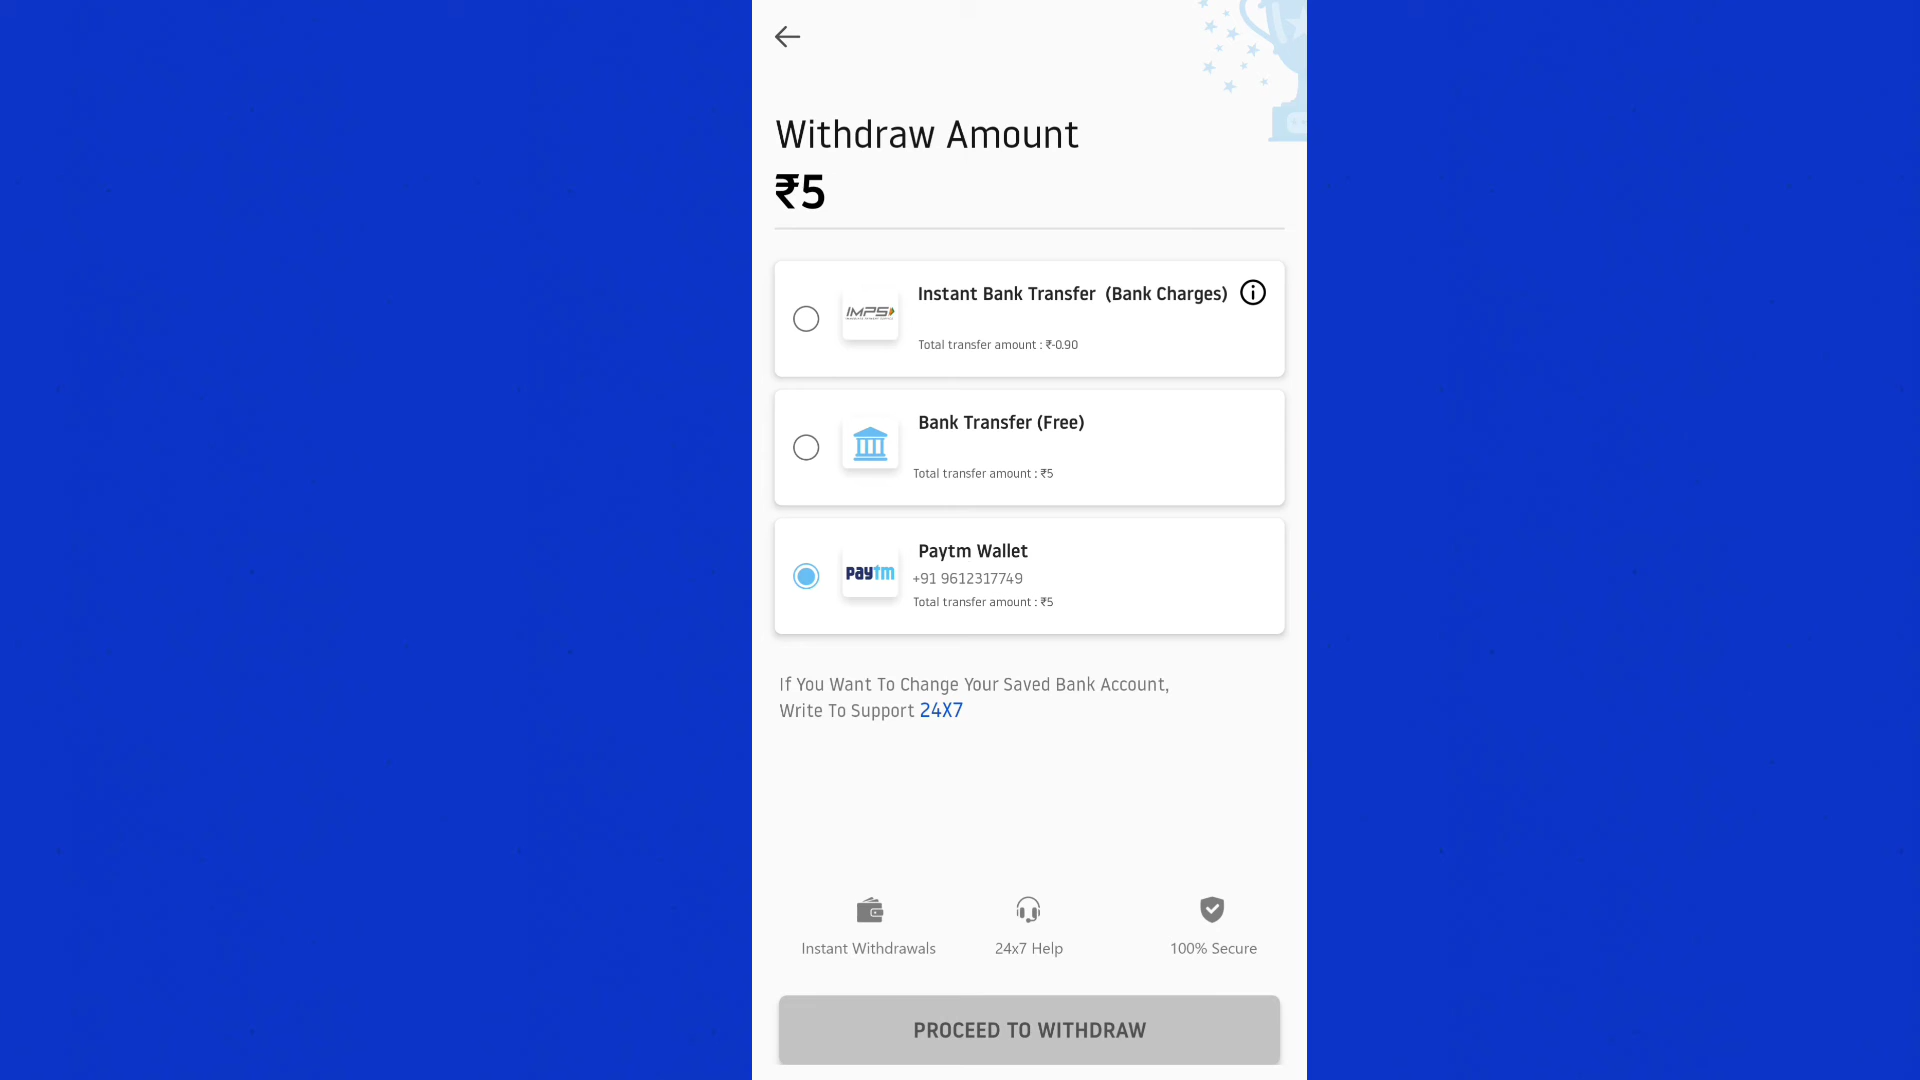 Withdraw Amount
₹5
IMPS
Instant Bank Transfer (Bank Charges)
Total transfer amount : ₹-0.90
Bank Transfer (Free)
Total transfer amount : ₹5
paytm
Paytm Wallet
+91 9612317749
Total transfer amount : ₹5
If You Want To Change Your Saved Bank Account,
Write To Support 24X7
Instant Withdrawals
24x7 Help
100% Secure
PROCEED TO WITHDRAW